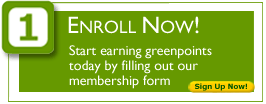 1
ENROLL NOW!
Start earning greenpoints
today by filling out our
membership form
Sign Up Now!